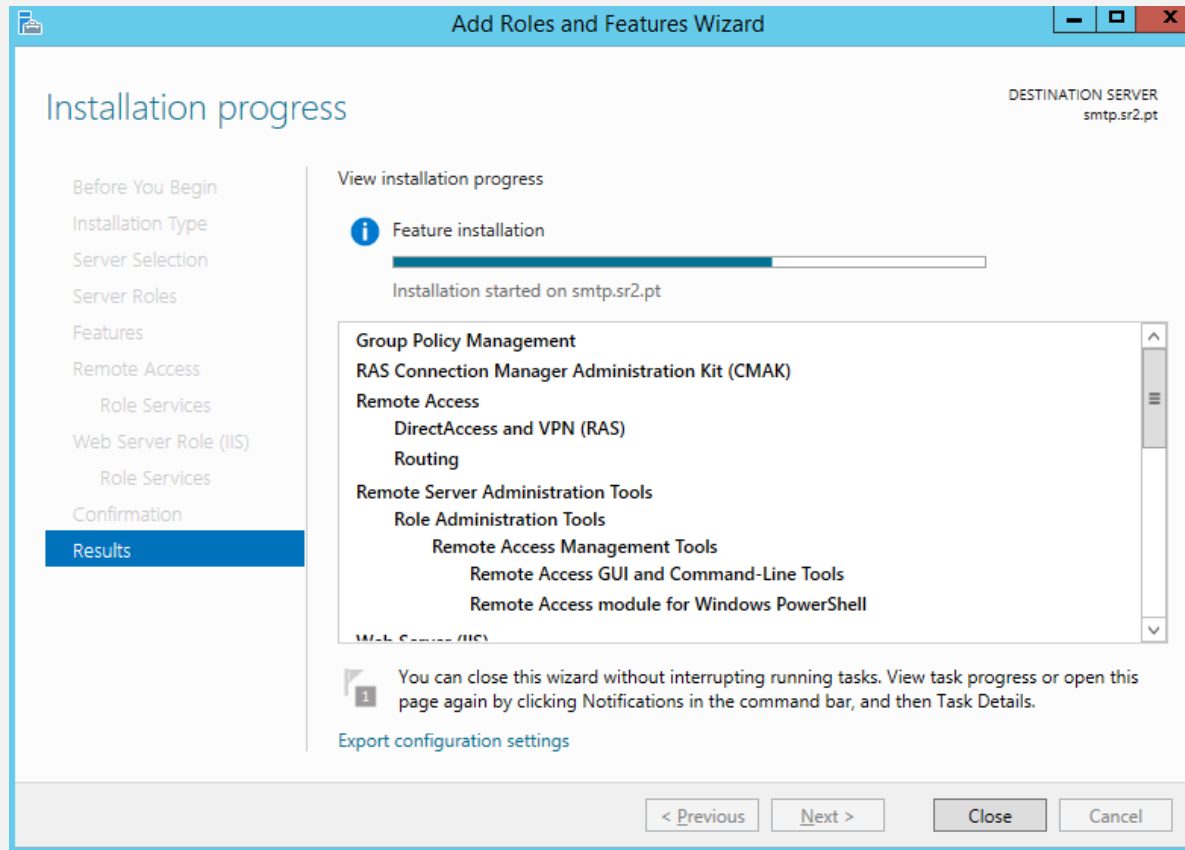 Add Roles and Features Wizard
Installation progress
DESTINATION SERVER
smtp.sr2.pt
Before You Begin
Installation Type
Server Selection
Server Roles
Features
Remote Access
Role Services
Web Server Role (IIS)
Role Services
Confirmation
Results
View installation progress
Feature installation
Installation started on smtp.sr2.pt
Group Policy Management
RAS Connection Manager Administration Kit (CMAK)
Remote Access
DirectAccess and VPN (RAS)
Routing
Remote Server Administration Tools
Role Administration Tools
Remote Access Management Tools
Remote Access GUI and Command-Line Tools
Remote Access module for Windows PowerShell
Web Server (IIS)
1
You can close this wizard without interrupting running tasks. View task progress or open this
page again by clicking Notifications in the command bar, and then Task Details.
Export configuration settings
< Previous
Next >
Close
Cancel